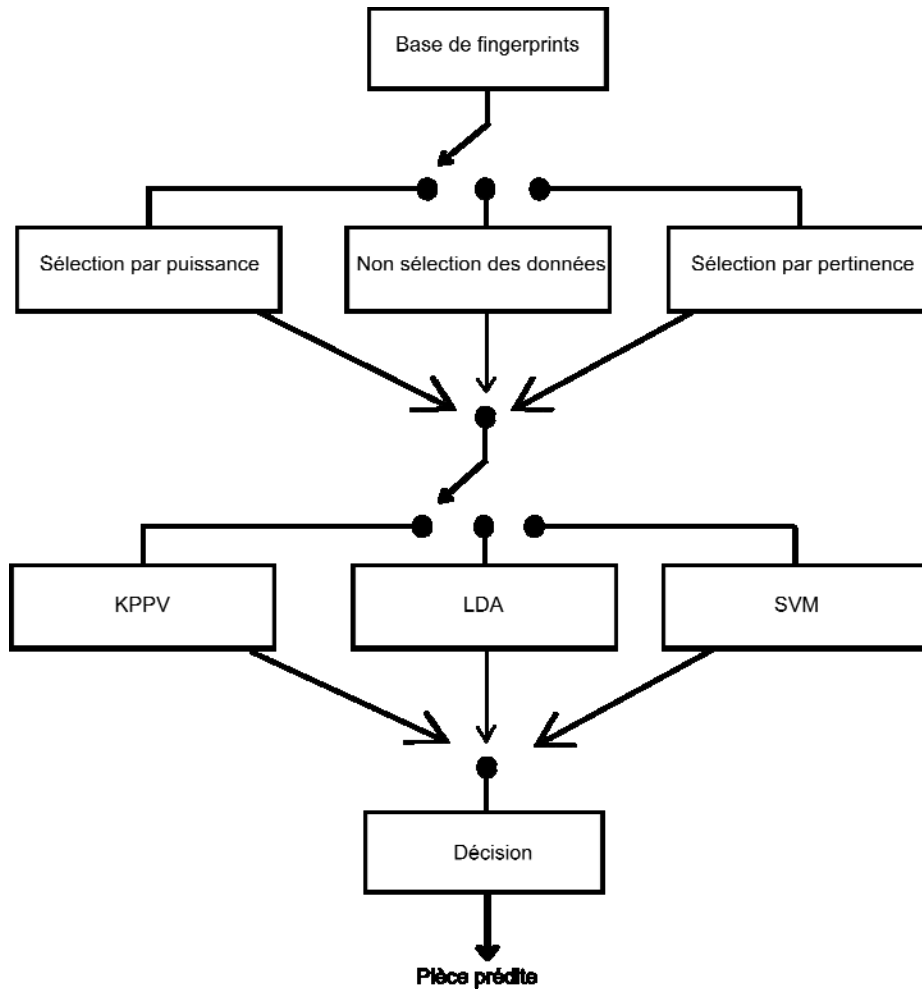 Base de fingerprints
Sélection par puissance
Non sélection des données
Sélection par pertinence
KPPV
LDA
SVM
Décision
Pièce prédite